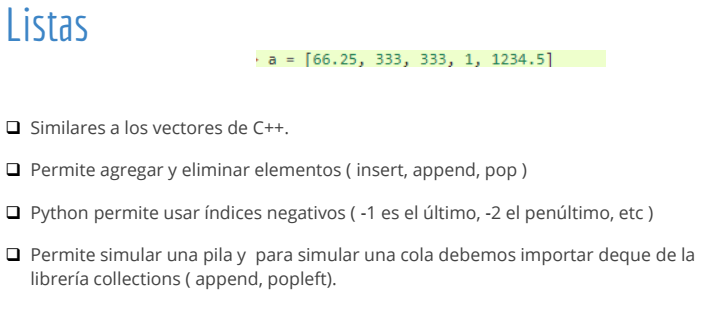 Listas
a = [66.25, 333, 333, 1, 1234.5]
Similares a los vectores de C++.
Permite agregar y eliminar elementos ( insert, append, pop )
Python permite usar índices negativos ( -1 es el último, -2 el penúltimo, etc )
Permite simular una pila y para simular una cola debemos importar deque de la
librería collections ( append, popleft).